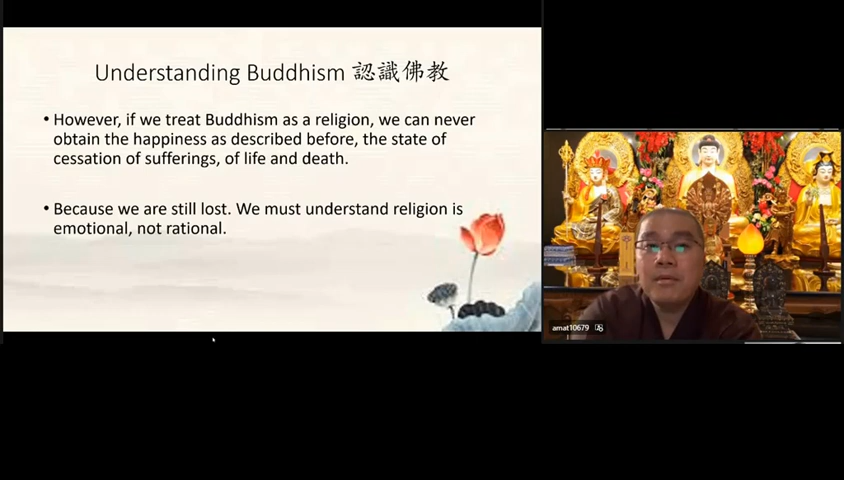 Understanding Buddhism 認識佛教
• However, if we treat Buddhism as a religion, we can never
obtain the happiness as described before, the state of
cessation of sufferings, of life and death.
• Because we are still lost. We must understand religion is
emotional, not rational.
amat10679